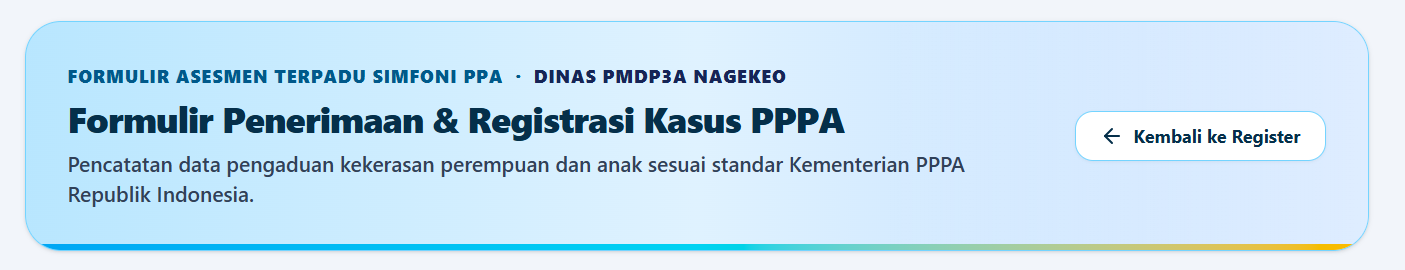 FORMULIR ASESMEN TERPADU SIMFONI PPA · DINAS PMDP3A NAGEKEO
Formulir Penerimaan & Registrasi Kasus PPPA
Pencatatan data pengaduan kekerasan perempuan dan anak sesuai standar Kementerian PPPA
Republik Indonesia.
← Kembali ke Register